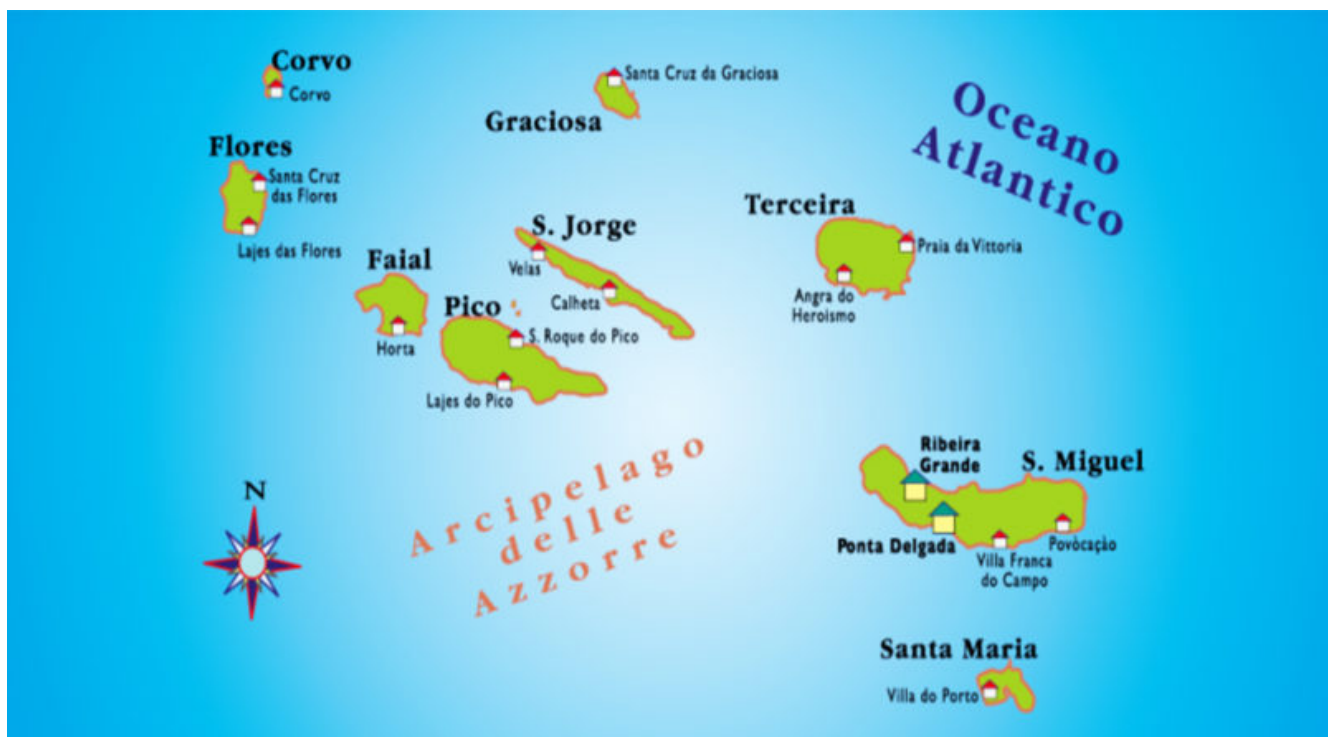 Corvo
Corvo
Santa Cruz da Graciosa
Graciosa
Oceano
Atlantico
Flores
Santa Cruz
das Flores
Lajes das Flores
Terceira
Praia da Vittoria
Angra do
Heroismo
S. Jorge
Velas
Calheta
Faial
Horta
Pico
S. Roque do Pico
Lajes do Pico
Arcipelago
delle
Azzorre
N
Ribeira
Grande
S. Miguel
Ponta Delgada
Villa Franca
do Campo
Povòcaçào
Santa Maria
Villa do Porto